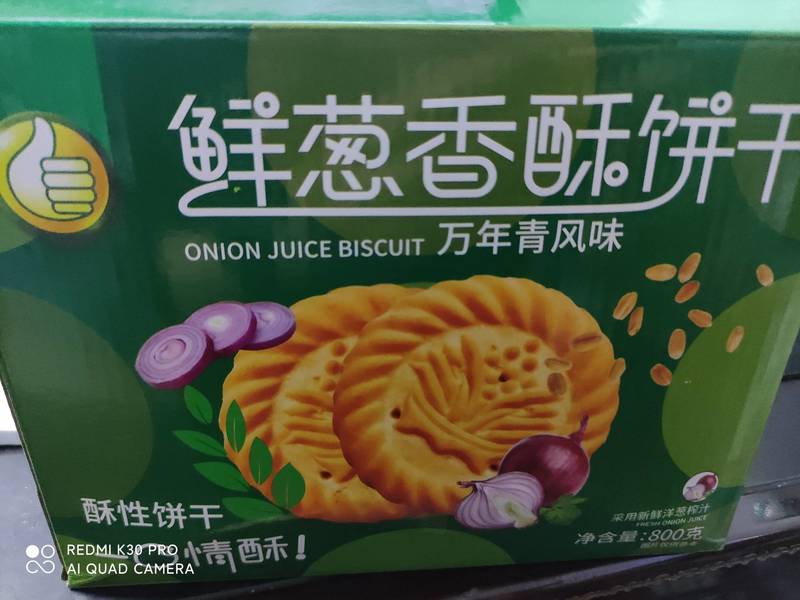 鲜葱香酥饼干
ONION JUICE BISCUIT 万年青风味
酥性饼干
情酥!
采用新鲜洋葱榨汁
FRESH ONION JUICE
净含量:800克
REDMI K30 PRO
AI QUAD CAMERA